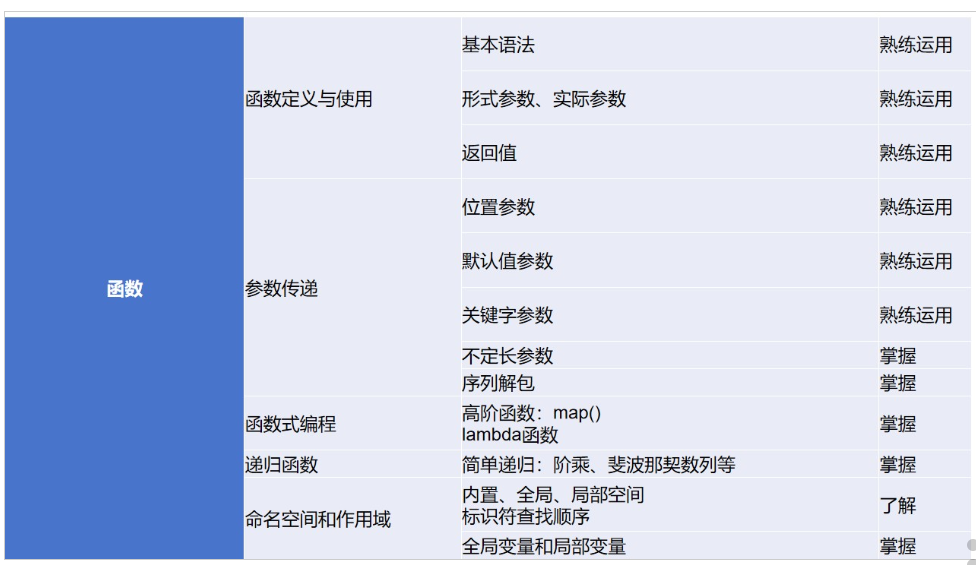 函数
函数定义与使用
基本语法
熟练运用
形式参数、实际参数
熟练运用
返回值
熟练运用
参数传递
位置参数
熟练运用
默认值参数
熟练运用
关键字参数
熟练运用
不定长参数
掌握
序列解包
掌握
函数式编程
高阶函数：map()
lambda函数
掌握
递归函数
简单递归：阶乘、斐波那契数列等
掌握
命名空间和作用域
内置、全局、局部空间
标识符查找顺序
了解
全局变量和局部变量
掌握